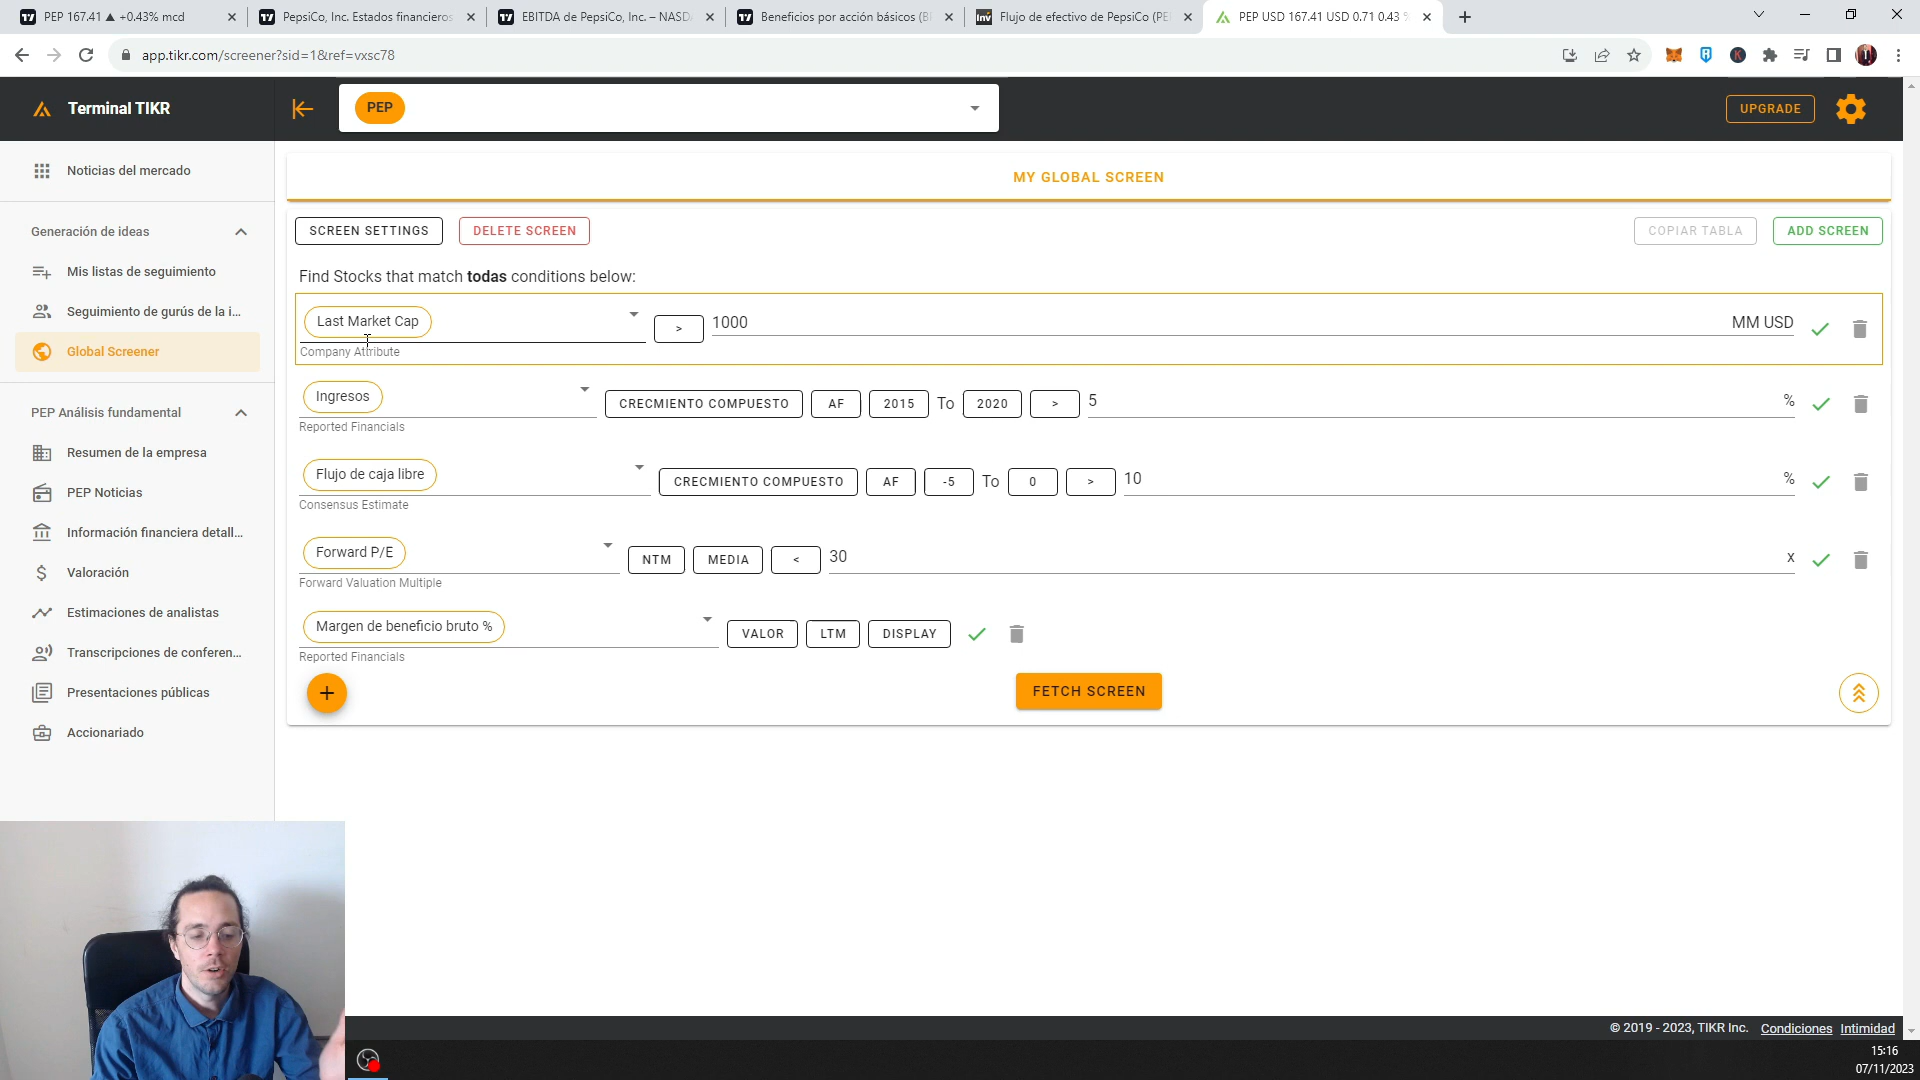 PEP 167.41 ▲ +0.43% mcd
PepsiCo, Inc. Estados financieros
EBITDA de PepsiCo, Inc. – NASD
Beneficios por acción básicos (B
Flujo de efectivo de PepsiCo (PE
PEP USD 167.41 USD 0.71 0.43 %
app.tikr.com/screener?sid=1&ref=vxsc78
Terminal TIKR
PEP
UPGRADE
Noticias del mercado
Generación de ideas
Mis listas de seguimiento
Seguimiento de gurús de la i...
Global Screener
PEP Análisis fundamental
Resumen de la empresa
PEP Noticias
Información financiera detall...
Valoración
Estimaciones de analistas
Transcripciones de conferen...
Presentaciones públicas
Accionariado
MY GLOBAL SCREEN
SCREEN SETTINGS
DELETE SCREEN
COPIAR TABLA
ADD SCREEN
Find Stocks that match todas conditions below:
Last Market Cap > 1000 MM USD
Company Attribute
Ingresos CRECMIENTO COMPUESTO AF 2015 To 2020 > 5 %
Reported Financials
Flujo de caja libre CRECMIENTO COMPUESTO AF -5 To 0 > 10 %
Consensus Estimate
Forward P/E NTM MEDIA < 30 x
Forward Valuation Multiple
Margen de beneficio bruto % VALOR LTM DISPLAY
Reported Financials
+
FETCH SCREEN
© 2019 - 2023, TIKR Inc. Condiciones Intimidad
15:16
07/11/2023